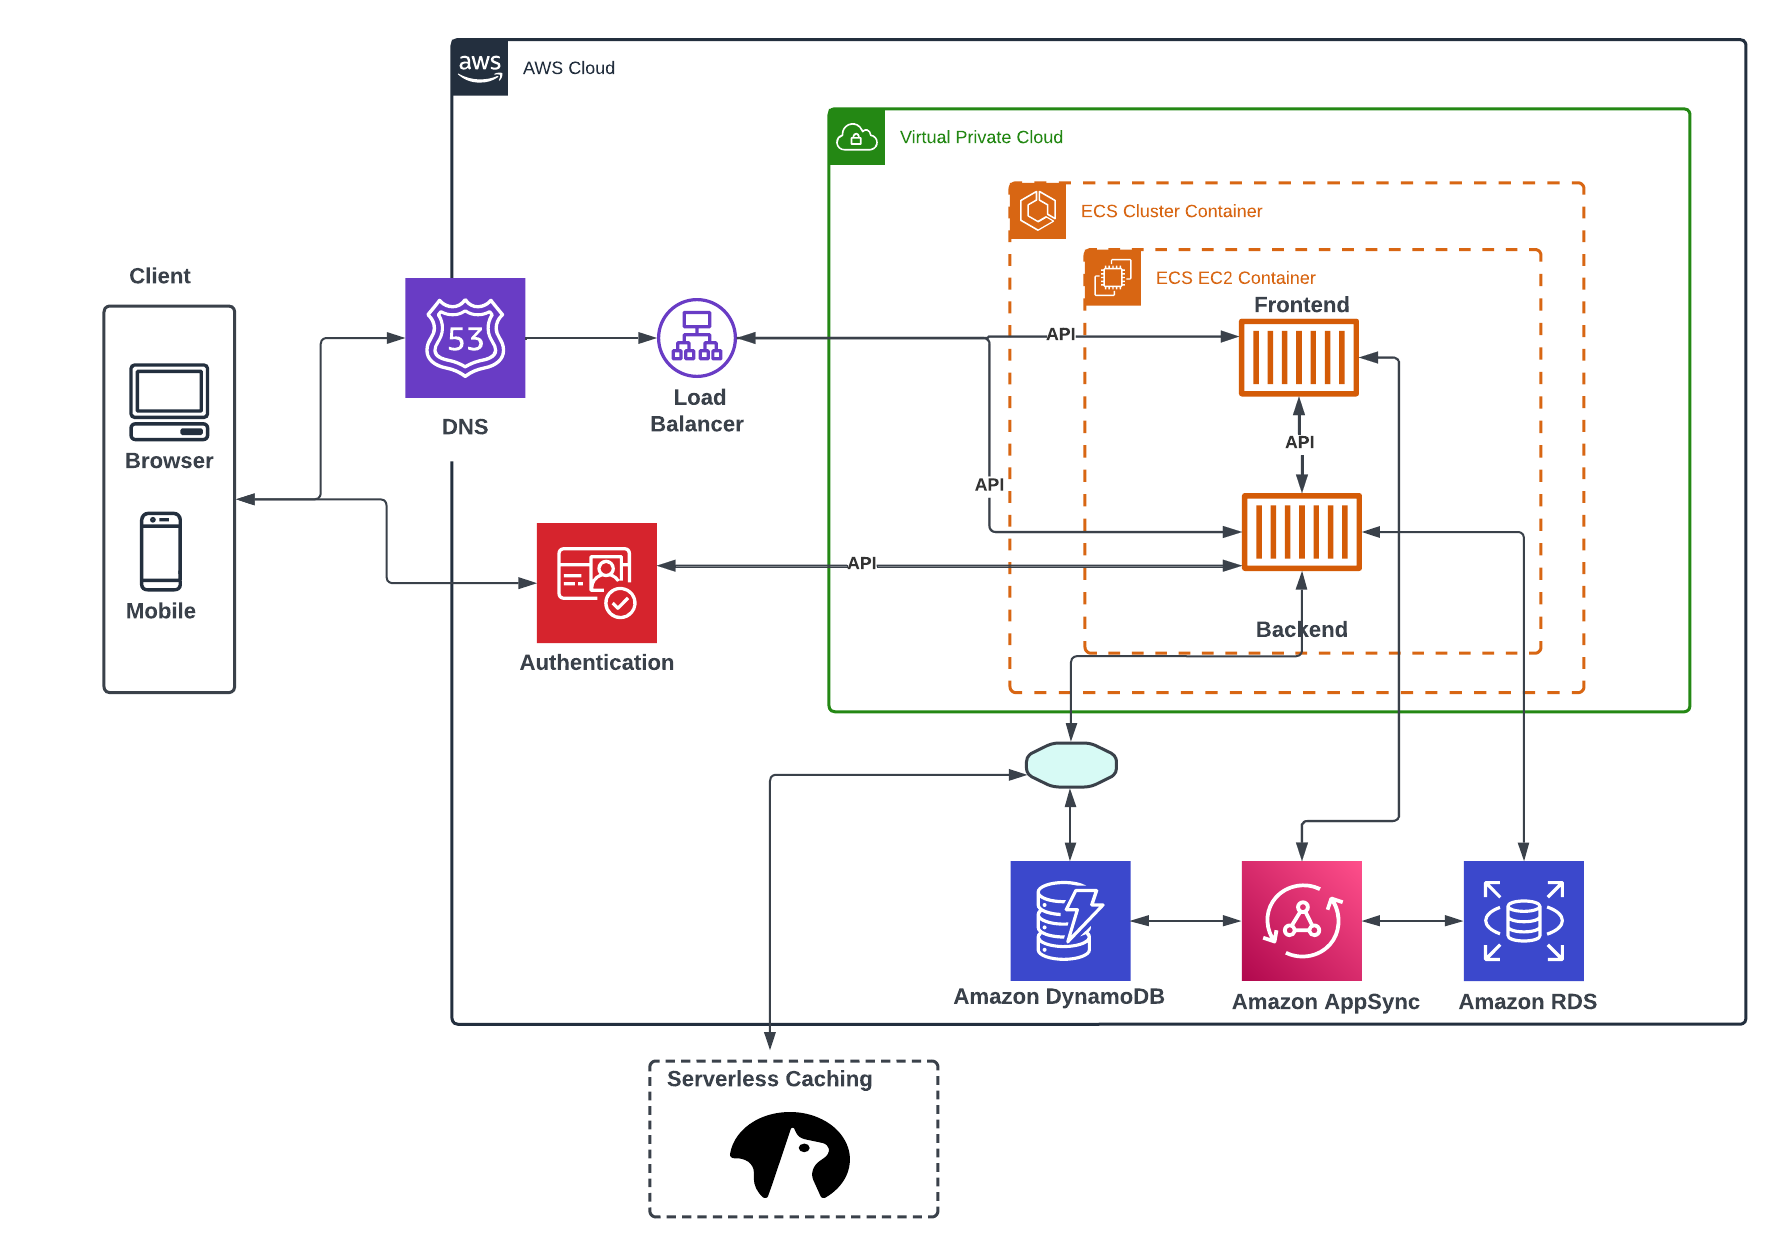 aws
AWS Cloud
Virtual Private Cloud
ECS Cluster Container
ECS EC2 Container
Client
Frontend
53
API
Browser
Load
Balancer
DNS
API
API
API
Mobile
Backend
Authentication
Amazon DynamoDB
Amazon AppSync
Amazon RDS
Serverless Caching